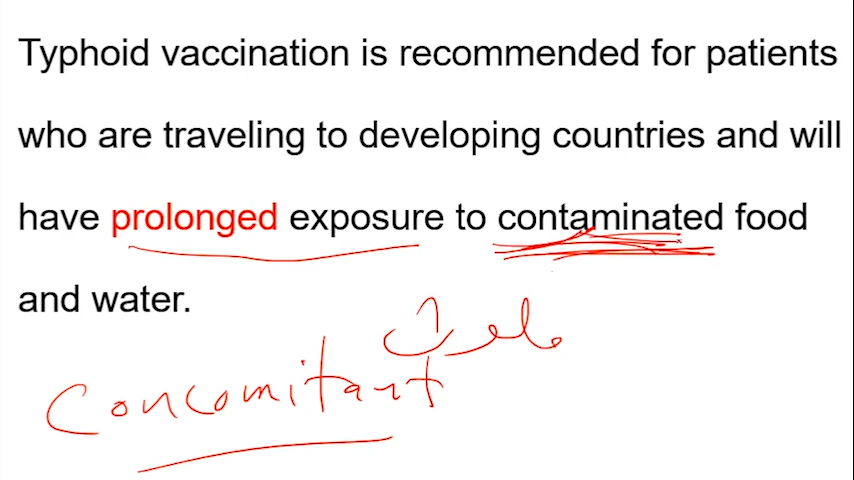 Typhoid vaccination is recommended for patients
who are traveling to developing countries and will
have prolonged exposure to contaminated food
and water.
Concomitant